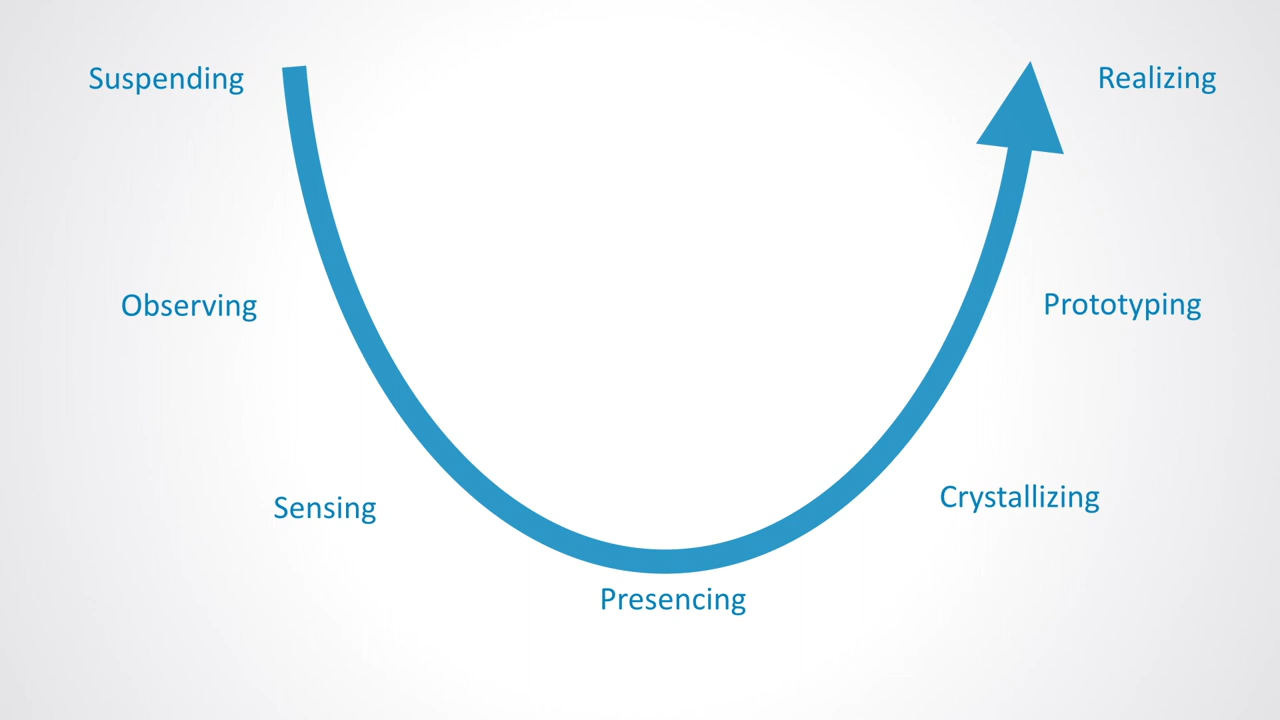 Suspending
Observing
Sensing
Presencing
Crystallizing
Prototyping
Realizing